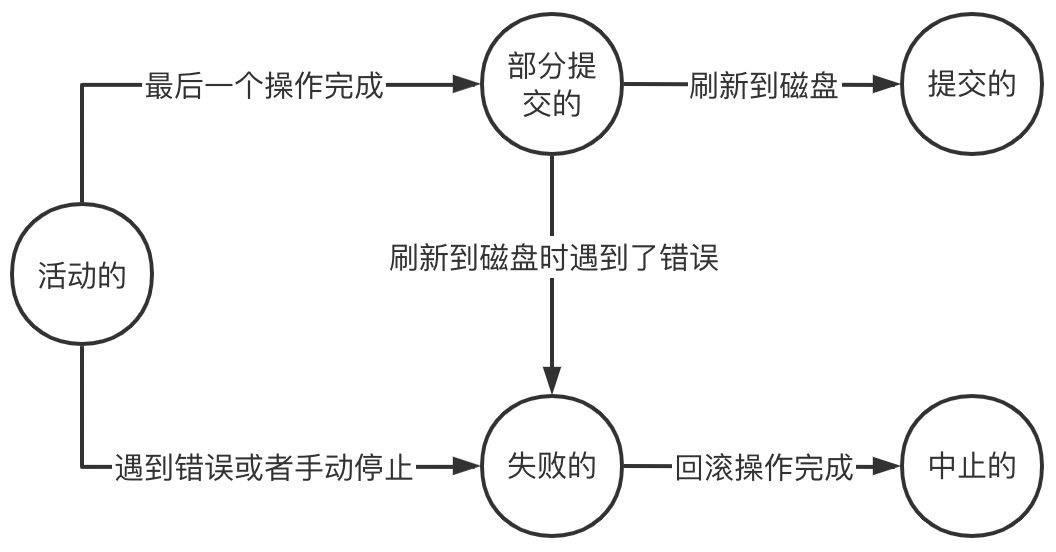 最后一个操作完成
部分提
交的
刷新到磁盘
提交的
活动的
刷新到磁盘时遇到了错误
遇到错误或者手动停止
失败的
回滚操作完成
中止的